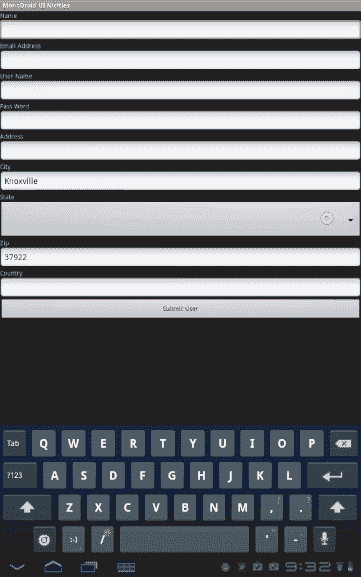 MonoDroid UI Nicities
Name
Email Address
User Name
Pass Word
Address
City
Knoxville
State
Zip
37922
Country
Submit User
Tab Q W E R T Y U I O P
?123 A S D F G H J K L
Z X C V B N M , .
:-) ' -
9:32